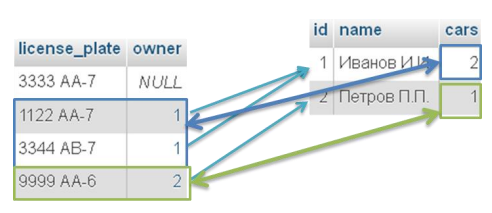 license_plate owner
3333 AA-7 NULL
1122 AA-7 1
3344 AB-7 1
9999 AA-6 2
id name cars
1 Иванов И.И. 2
2 Петров П.П. 1